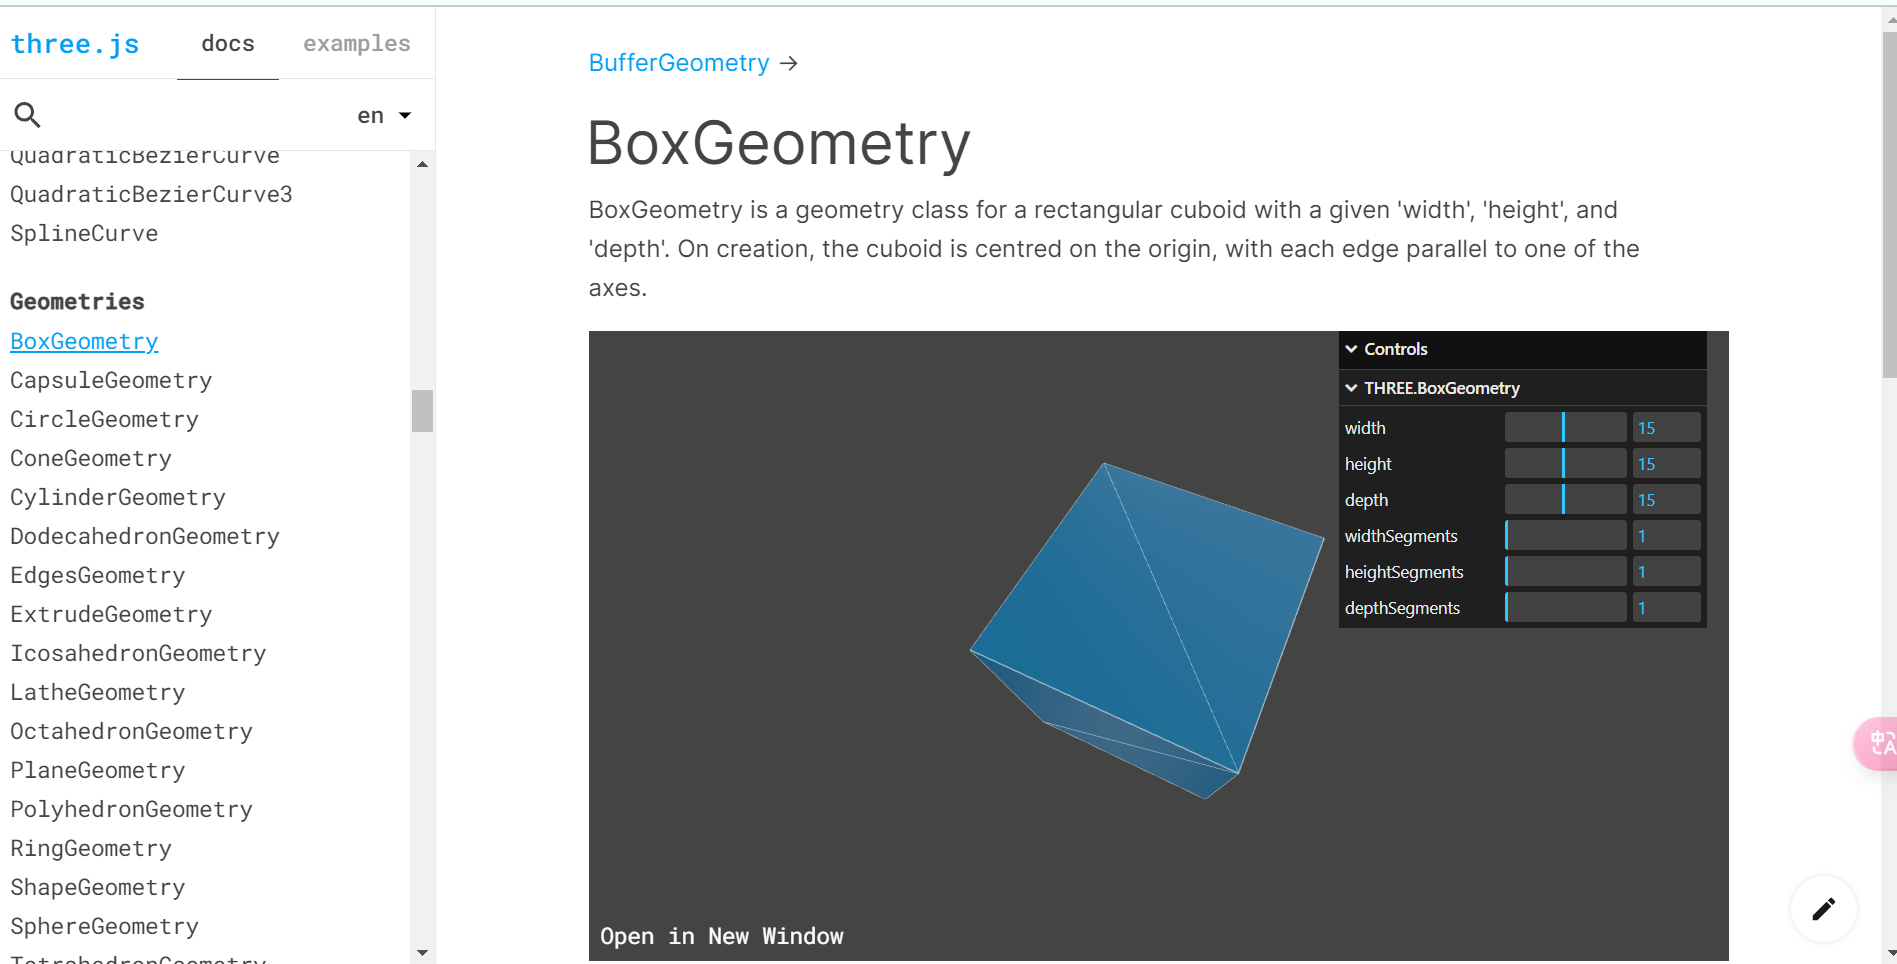 three.js
docs
examples
en
QuadraticBezierCurve
QuadraticBezierCurve3
SplineCurve
Geometries
BoxGeometry
CapsuleGeometry
CircleGeometry
ConeGeometry
CylinderGeometry
DodecahedronGeometry
EdgesGeometry
ExtrudeGeometry
IcosahedronGeometry
LatheGeometry
OctahedronGeometry
PlaneGeometry
PolyhedronGeometry
RingGeometry
ShapeGeometry
SphereGeometry
TetrahedronGeometry
BufferGeometry →
BoxGeometry
BoxGeometry is a geometry class for a rectangular cuboid with a given 'width', 'height', and
'depth'. On creation, the cuboid is centred on the origin, with each edge parallel to one of the
axes.
Controls
THREE.BoxGeometry
width 15
height 15
depth 15
widthSegments 1
heightSegments 1
depthSegments 1
Open in New Window
中A